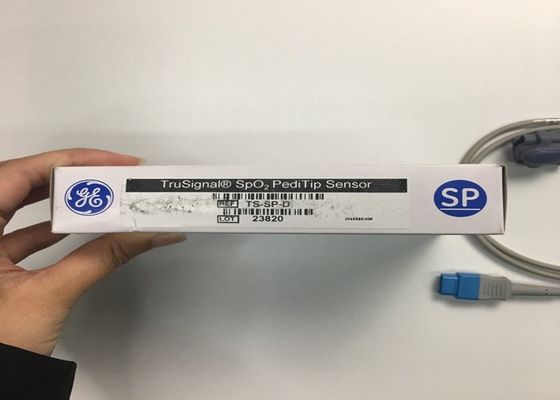 GE
TruSignal® SpO₂ PediTip Sensor
REF TS-SP-D
LOT 23820
SP